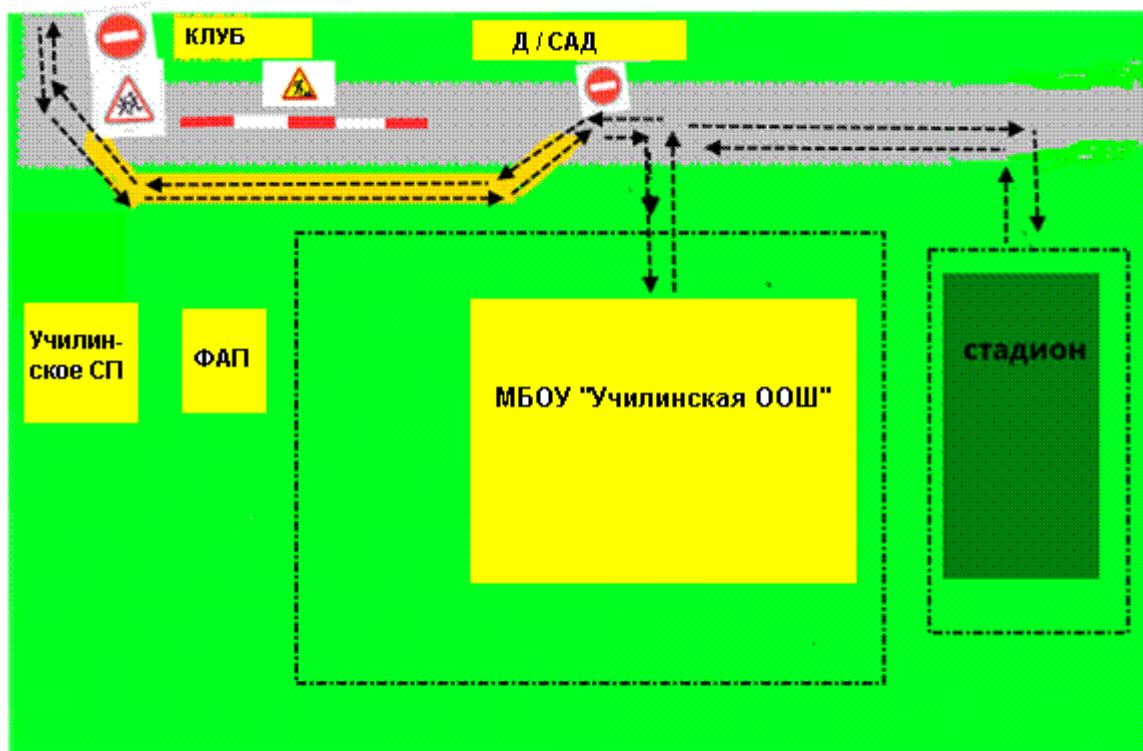 КЛУБ
Д / САД
Училин-
ское СП
ФАП
МБОУ "Училинская ООШ"
стадион